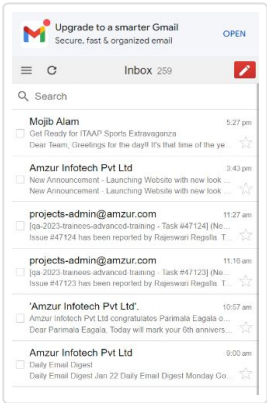 Upgrade to a smarter Gmail
Secure, fast & organized email
OPEN
Inbox 259
Search
Mojib Alam 5:27 pm
Get Ready for ITAAP Sports Extravaganza
Dear Team, Greetings for the day!! It's that time of the ye...
Amzur Infotech Pvt Ltd 3:43 pm
New Announcement - Launching Website with new look ...
New Announcement - Launching Website with new look ...
projects-admin@amzur.com 11:27 am
[qa-2023-trainees-advanced-training - Task #47124] (Ne...
Issue #47124 has been reported by Rajeswari Regalla. T...
projects-admin@amzur.com 11:16 am
[qa-2023-trainees-advanced-training - Task #47123] (Ne...
Issue #47123 has been reported by Rajeswari Regalla. T...
'Amzur Infotech Pvt Ltd'. 10:57 am
Amzur Infotech Pvt Ltd congratulates Parimala Eagala o...
Dear Parimala Eagala, Today will mark your 6th annivers...
Amzur Infotech Pvt Ltd 9:00 am
Daily Email Digest
Daily Email Digest Jan 22 Daily Email Digest Monday Go...